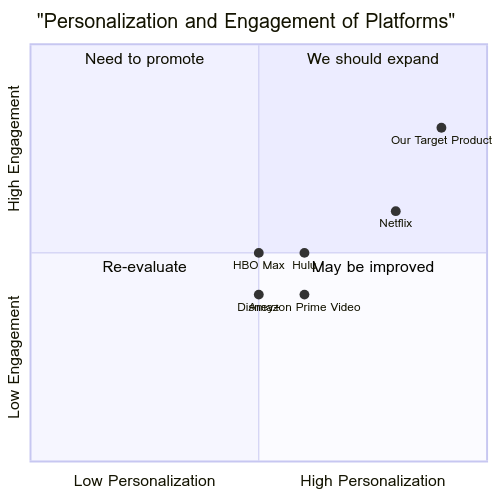 "Personalization and Engagement of Platforms"
Need to promote
We should expand
High Engagement
Our Target Product
Netflix
HBO Max
Hulu
Re-evaluate
May be improved
Disney+
Amazon Prime Video
Low Engagement
Low Personalization
High Personalization